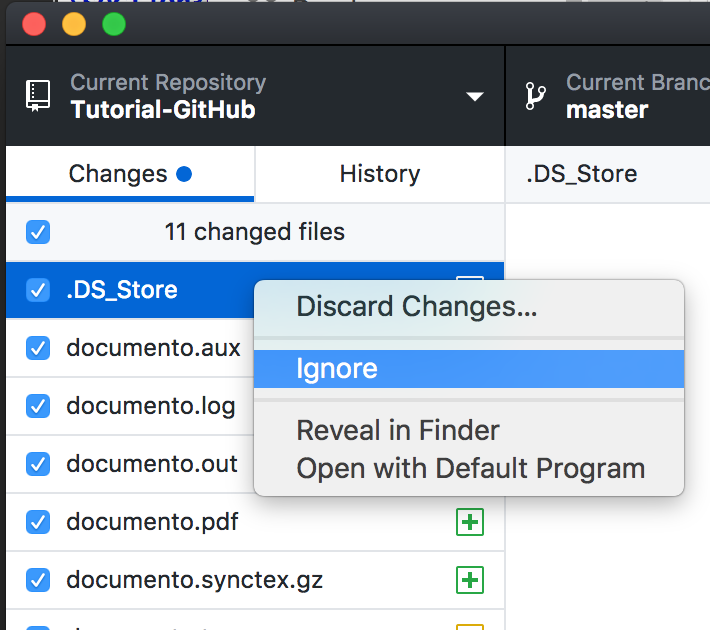 Current Repository
Tutorial-GitHub
Current Branc
master
Changes
History
.DS_Store
11 changed files
.DS_Store
Discard Changes...
documento.aux
Ignore
documento.log
Reveal in Finder
documento.out
Open with Default Program
documento.pdf
documento.synctex.gz